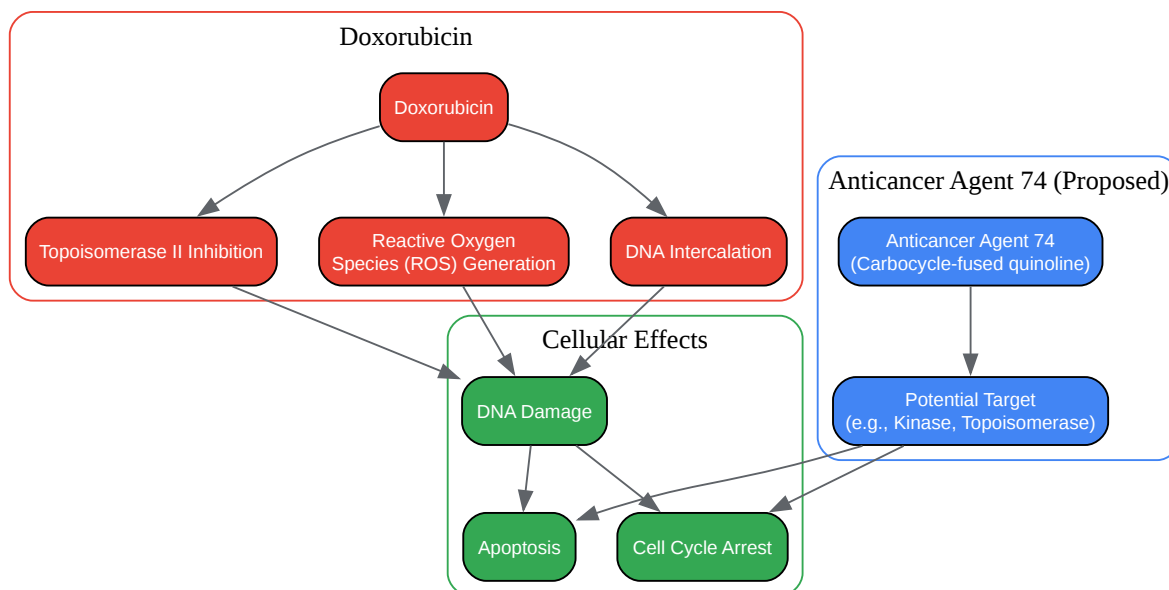 Doxorubicin
Doxorubicin
Topoisomerase II Inhibition
Reactive Oxygen
Species (ROS) Generation
DNA Intercalation
Anticancer Agent 74 (Proposed)
Anticancer Agent 74
(Carbocycle-fused quinoline)
Potential Target
(e.g., Kinase, Topoisomerase)
Cellular Effects
DNA Damage
Apoptosis
Cell Cycle Arrest